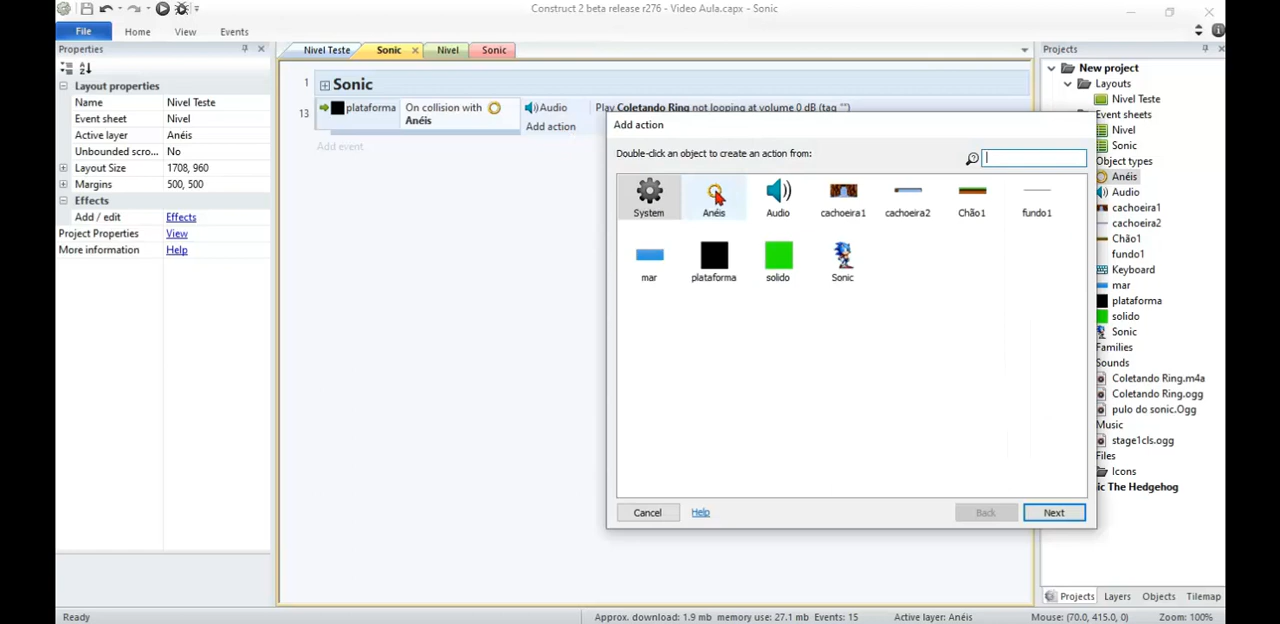 Construct 2 beta release r276 - Video Aula.capx - Sonic
File
Home
View
Events
Properties
Layout properties
Name Nivel Teste
Event sheet Nivel
Active layer Anéis
Unbounded scro... No
Layout Size 1708, 960
Margins 500, 500
Effects
Add / edit Effects
Project Properties View
More information Help
Nivel Teste
Sonic
Nivel
Sonic
1 Sonic
13 plataforma On collision with Anéis
Audio Play Coletando Ring not looping at volume 0 dB (tag "")
Add action
Add event
Add action
Double-click an object to create an action from:
System Anéis Audio cachoeira1 cachoeira2 Chão1 fundo1
mar plataforma solido Sonic
Cancel Help Back Next
Projects
New project
Layouts
Nivel Teste
Event sheets
Nivel
Sonic
Object types
Anéis
Audio
cachoeira1
cachoeira2
Chão1
fundo1
Keyboard
mar
plataforma
solido
Sonic
Families
Sounds
Coletando Ring.m4a
Coletando Ring.ogg
pulo do sonic.Ogg
Music
stage1cls.ogg
Files
Icons
ic The Hedgehog
Projects Layers Objects Tilemap
Ready
Approx. download: 1.9 mb memory use: 27.1 mb Events: 15
Active layer: Anéis
Mouse: (70.0, 415.0, 0)
Zoom: 100%